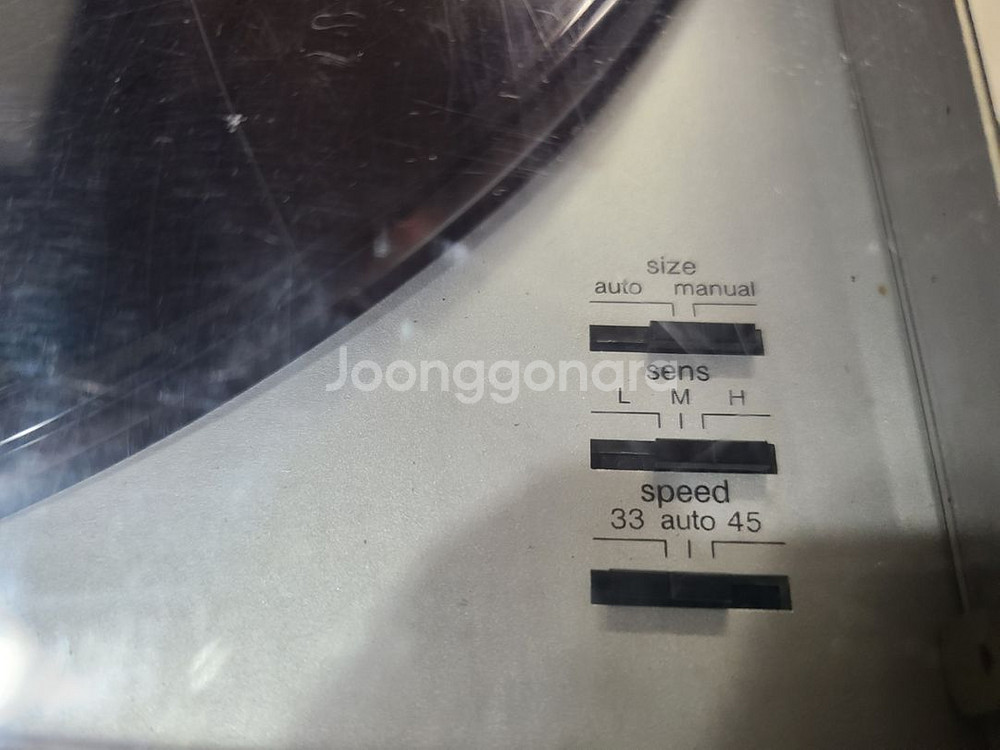 size
auto manual
Joonggonara
sens
L M H
speed
33 auto 45